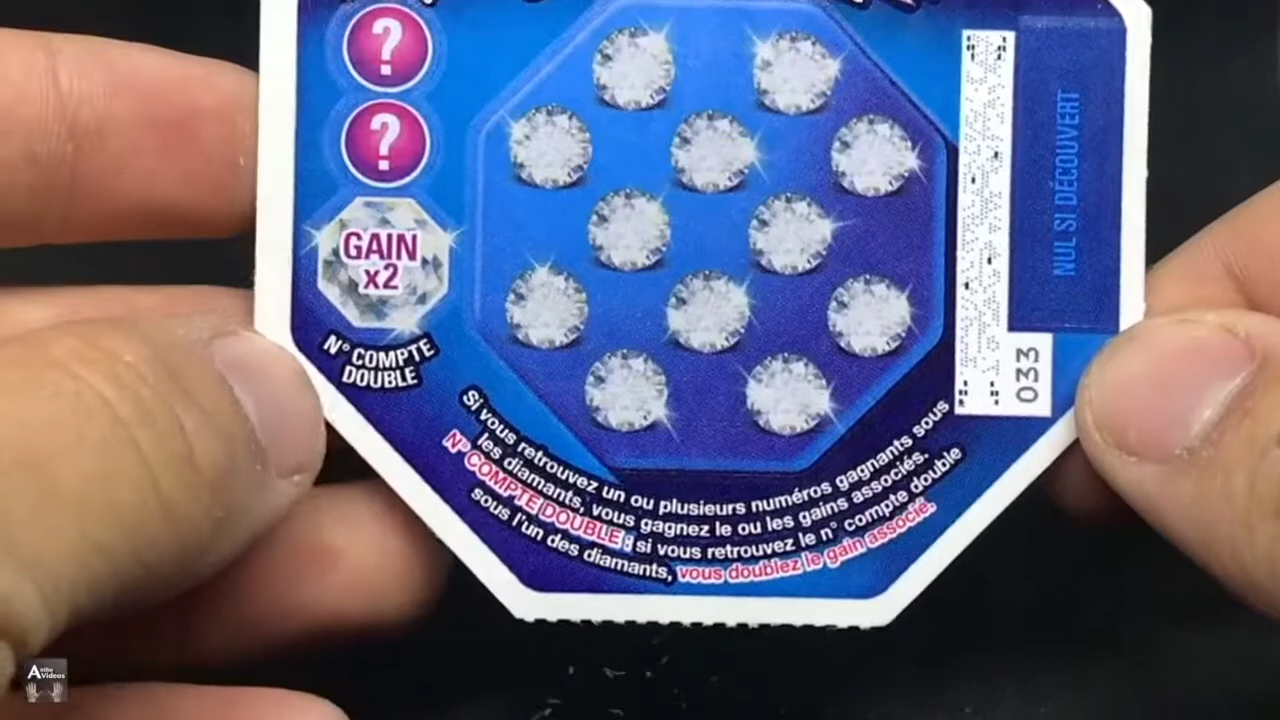 ?
?
GAIN
x2
N° COMPTE
DOUBLE
Si vous retrouvez un ou plusieurs numéros gagnants sous
les diamants, vous gagnez le ou les gains associés.
N° COMPTE DOUBLE : si vous retrouvez le n° compte double
sous l'un des diamants, vous doublez le gain associé.
NUL SI DÉCOUVERT
033
Antho
Videos